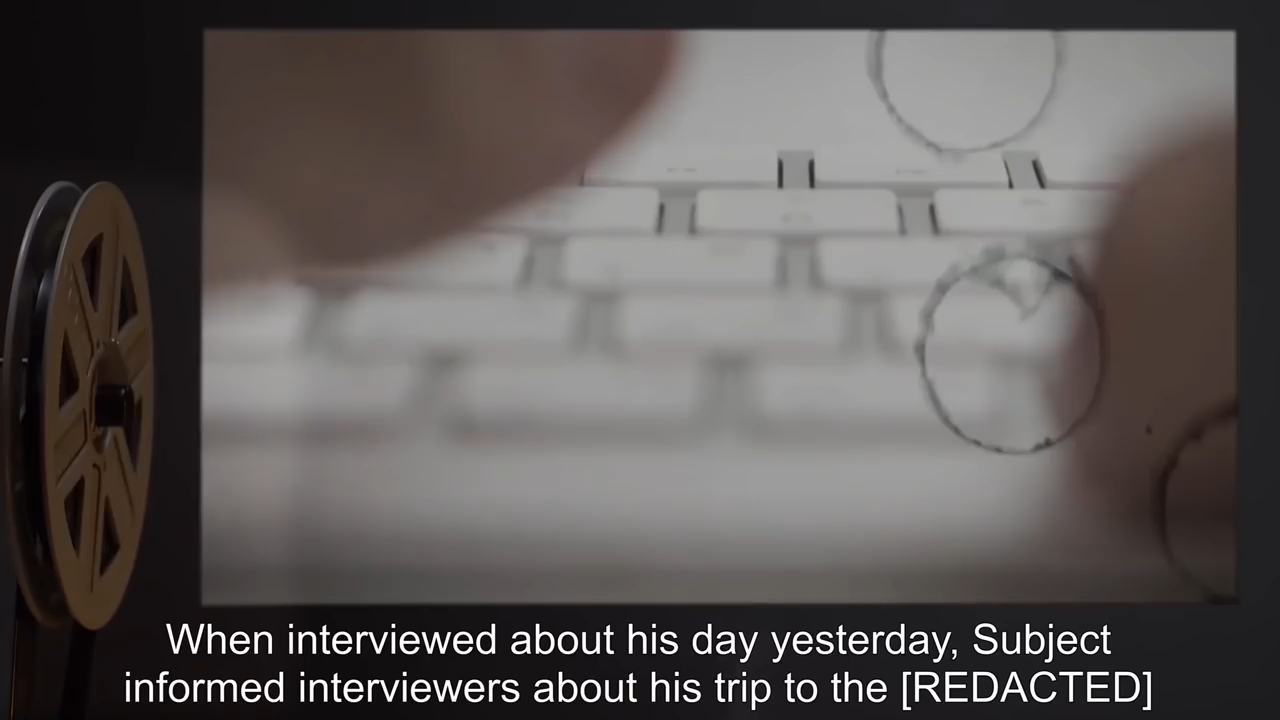 When interviewed about his day yesterday, Subject
informed interviewers about his trip to the [REDACTED]